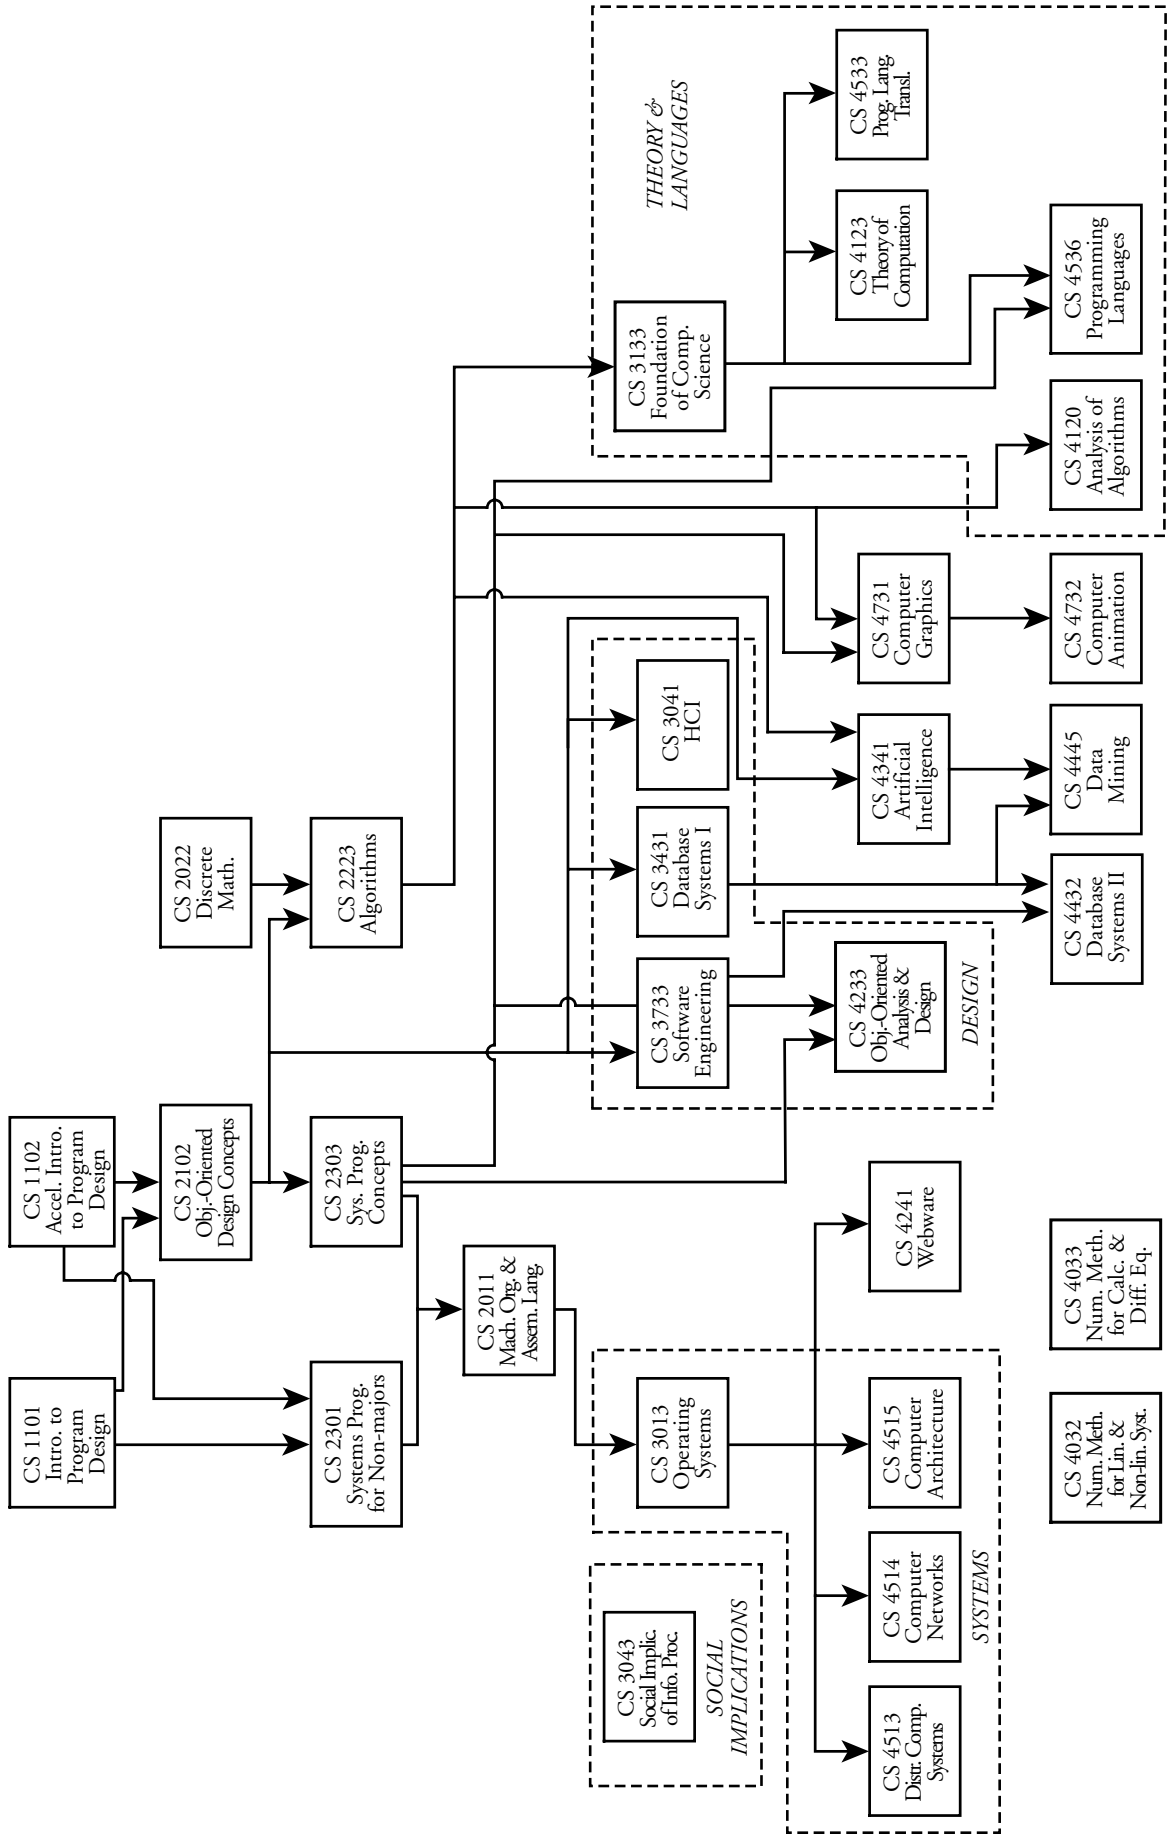 CS 1101
Intro. to
Program
Design
CS 1102
Accel. Intro.
to Program
Design
CS 2102
Obj.-Oriented
Design Concepts
CS 2022
Discrete
Math.
CS 2301
Systems Prog.
for Non-majors
CS 2303
Sys. Prog.
Concepts
CS 2223
Algorithms
CS 2011
Mach. Org. &
Assem. Lang.
CS 3043
Social Implic.
of Info. Proc.
SOCIAL
IMPLICATIONS
CS 3013
Operating
Systems
CS 3733
Software
Engineering
CS 3431
Database
Systems I
CS 3041
HCI
CS 3133
Foundation
of Comp.
Science
THEORY &
LANGUAGES
CS 4513
Distr. Comp.
Systems
CS 4514
Computer
Networks
CS 4515
Computer
Architecture
SYSTEMS
CS 4241
Webware
CS 4233
Obj.-Oriented
Analysis &
Design
DESIGN
CS 4341
Artificial
Intelligence
CS 4731
Computer
Graphics
CS 4123
Theory of
Computation
CS 4533
Prog. Lang.
Transl.
CS 4032
Num. Meth.
for Lin. &
Non-lin. Syst.
CS 4033
Num. Meth.
for Calc. &
Diff. Eq.
CS 4432
Database
Systems II
CS 4445
Data
Mining
CS 4732
Computer
Animation
CS 4120
Analysis of
Algorithms
CS 4536
Programming
Languages